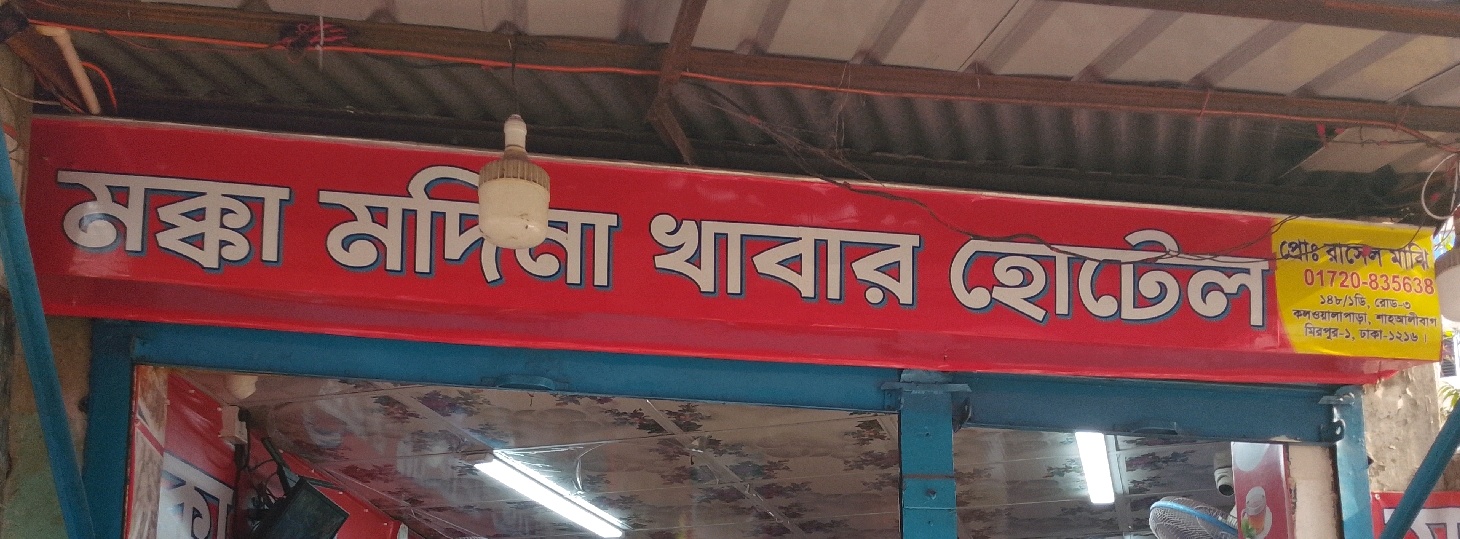 মক্কা মদিনা খাবার হোটেল
প্রোঃ রাসেল মাঝি
01720-835638
১৪৮/১ডি, রোড-৩
কলওয়ালাপাড়া, শাহআলীবাগ
মিরপুর-১, ঢাকা-১২১৬।